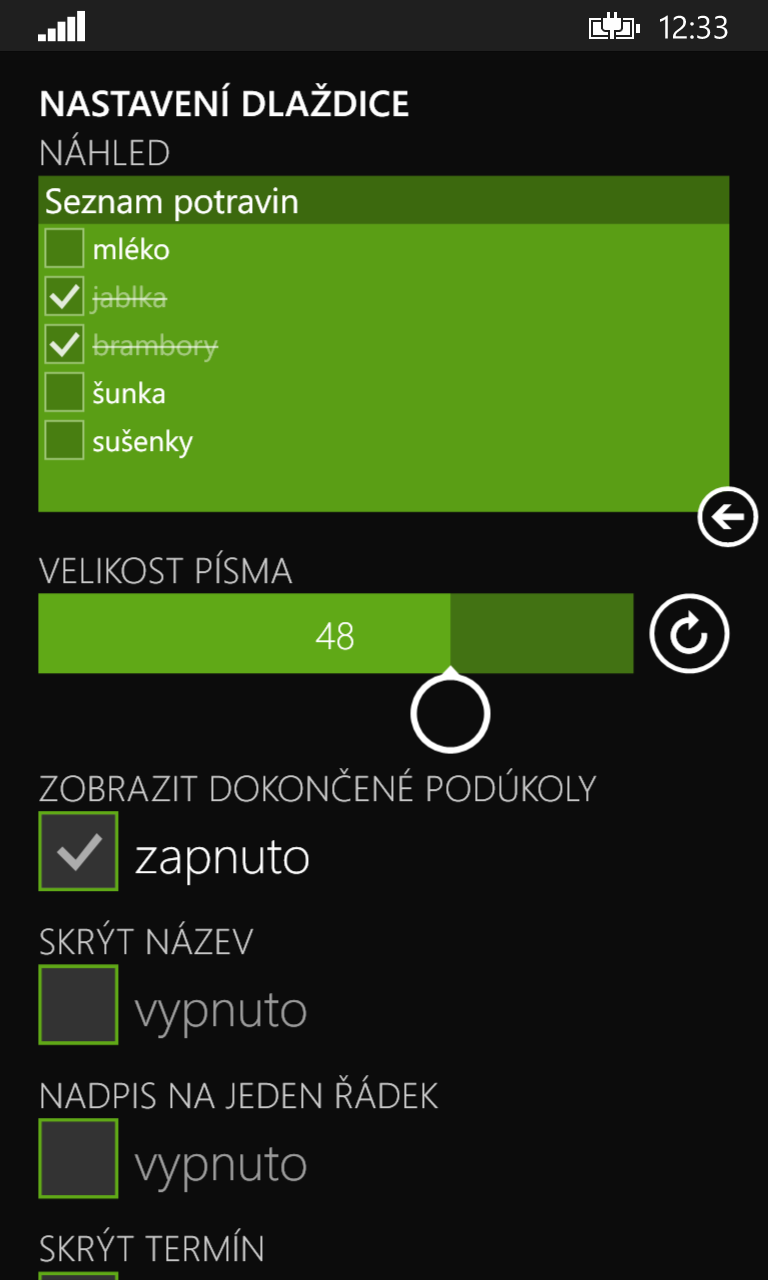 12:33
NASTAVENÍ DLAŽDICE
NÁHLED
Seznam potravin
mléko
jablka
brambory
šunka
sušenky
VELIKOST PÍSMA
48
ZOBRAZIT DOKONČENÉ PODÚKOLY
zapnuto
SKRÝT NÁZEV
vypnuto
NADPIS NA JEDEN ŘÁDEK
vypnuto
SKRÝT TERMÍN